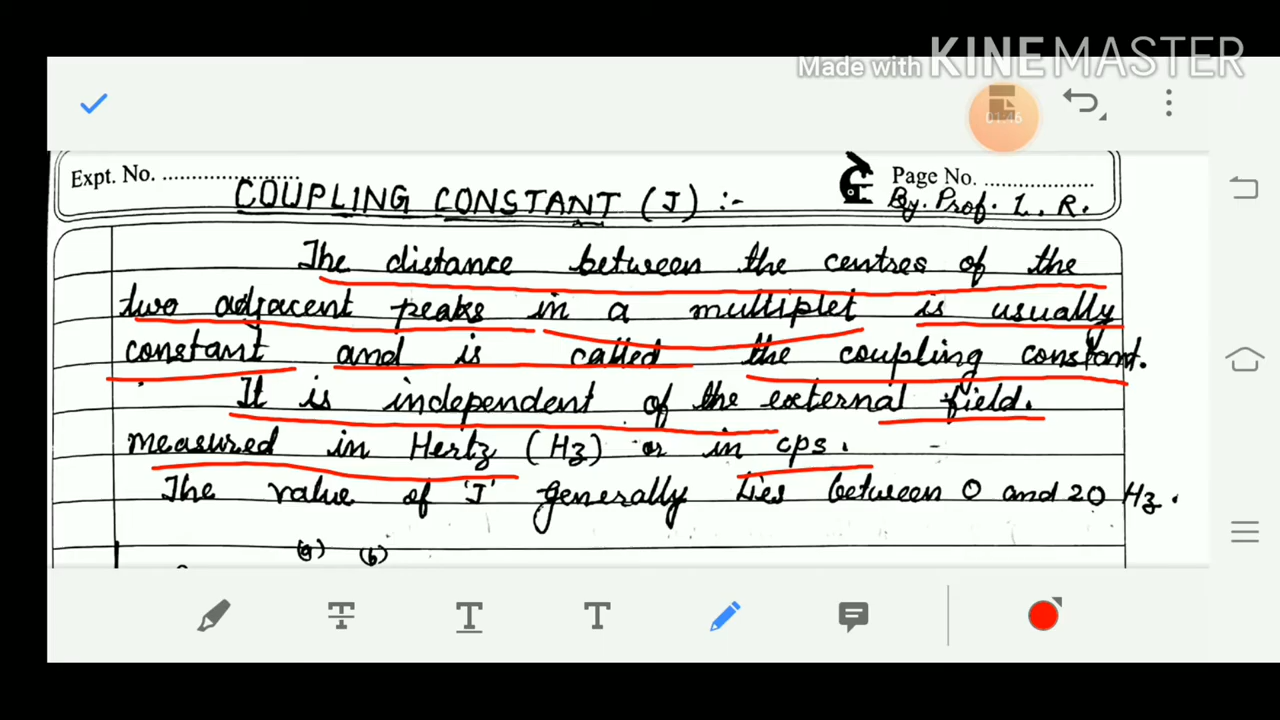 Made with KINEMASTER
01:46
Expt. No. ........................
Page No. ....................
COUPLING CONSTANT (J) :-
By. Prof. L. R.
The distance between the centres of the
two adjacent peaks in a multiplet is usually
constant and is called the coupling constant.
It is independent of the external field.
measured in Hertz (Hz) or in cps.
The value of 'J' generally lies between 0 and 20 Hz.
(a) (b)
T T T